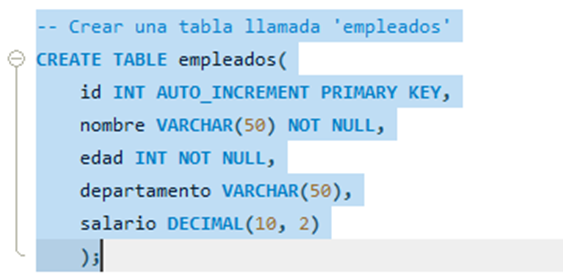 -- Crear una tabla llamada 'empleados'
CREATE TABLE empleados(
id INT AUTO_INCREMENT PRIMARY KEY,
nombre VARCHAR(50) NOT NULL,
edad INT NOT NULL,
departamento VARCHAR(50),
salario DECIMAL(10, 2)
);